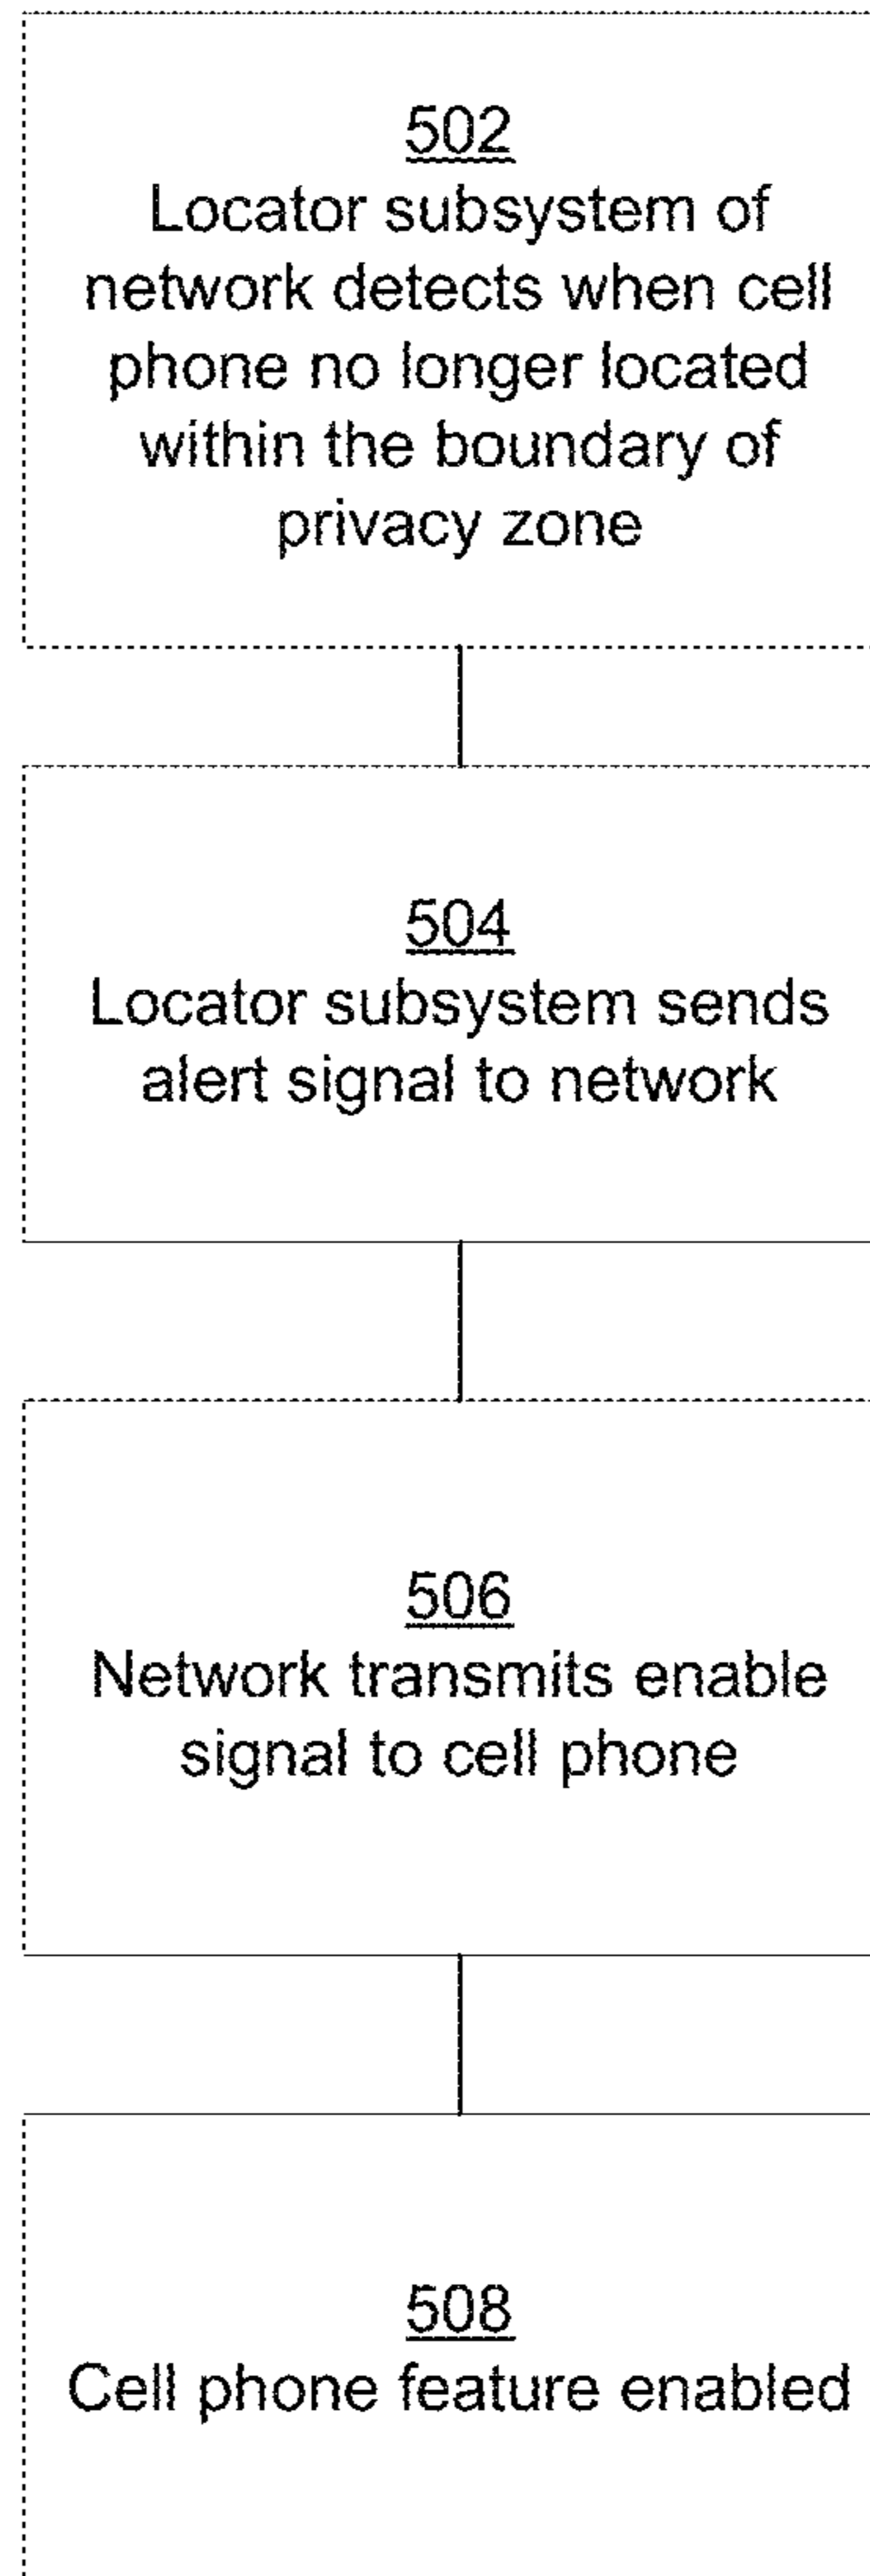 502
Locator subsystem of
network detects when cell
phone no longer located
within the boundary of
privacy zone
504
Locator subsystem sends
alert signal to network
506
Network transmits enable
signal to cell phone
508
Cell phone feature enabled